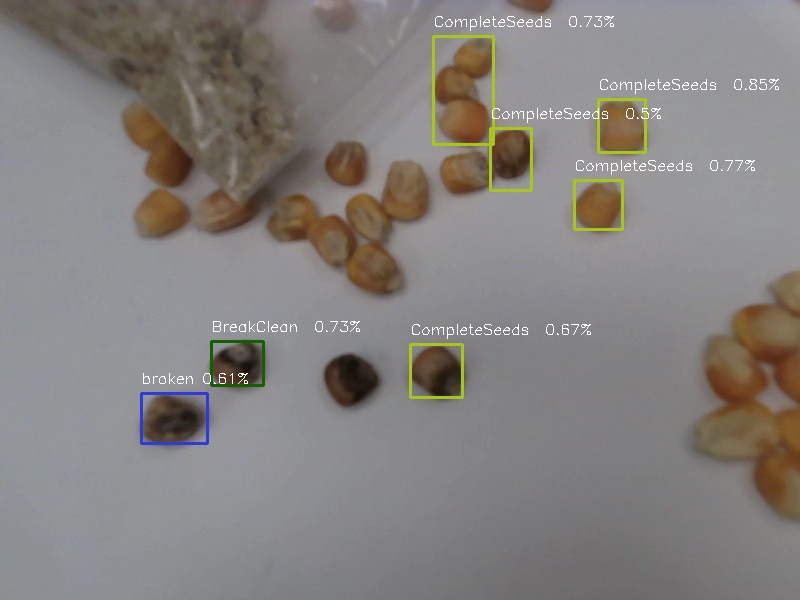 CompleteSeeds 0.73%
CompleteSeeds 0.85%
CompleteSeeds 0.5%
CompleteSeeds 0.77%
BreakClean 0.73%
CompleteSeeds 0.67%
broken 0.61%